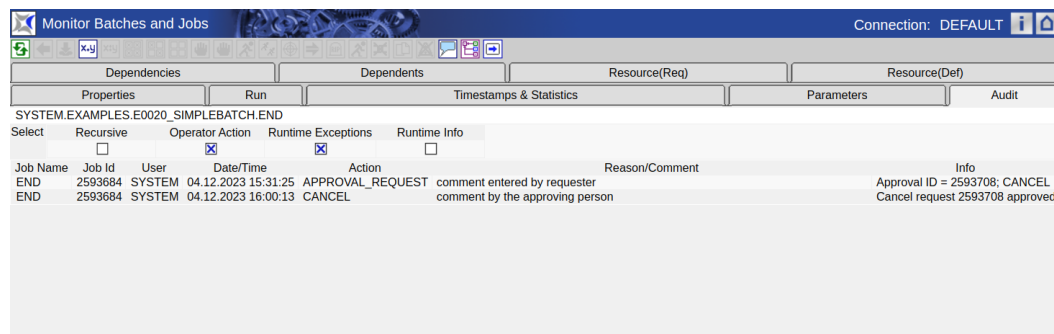 Monitor Batches and Jobs Connection: DEFAULT
x+y
Dependencies Dependents Resource(Req) Resource(Def)
Properties Run Timestamps & Statistics Parameters Audit
SYSTEM.EXAMPLES.E0020_SIMPLEBATCH.END
Select Recursive Operator Action Runtime Exceptions Runtime Info
Job Name Job Id User Date/Time Action Reason/Comment Info
END 2593684 SYSTEM 04.12.2023 15:31:25 APPROVAL_REQUEST comment entered by requester Approval ID = 2593708; CANCEL
END 2593684 SYSTEM 04.12.2023 16:00:13 CANCEL comment by the approving person Cancel request 2593708 approved